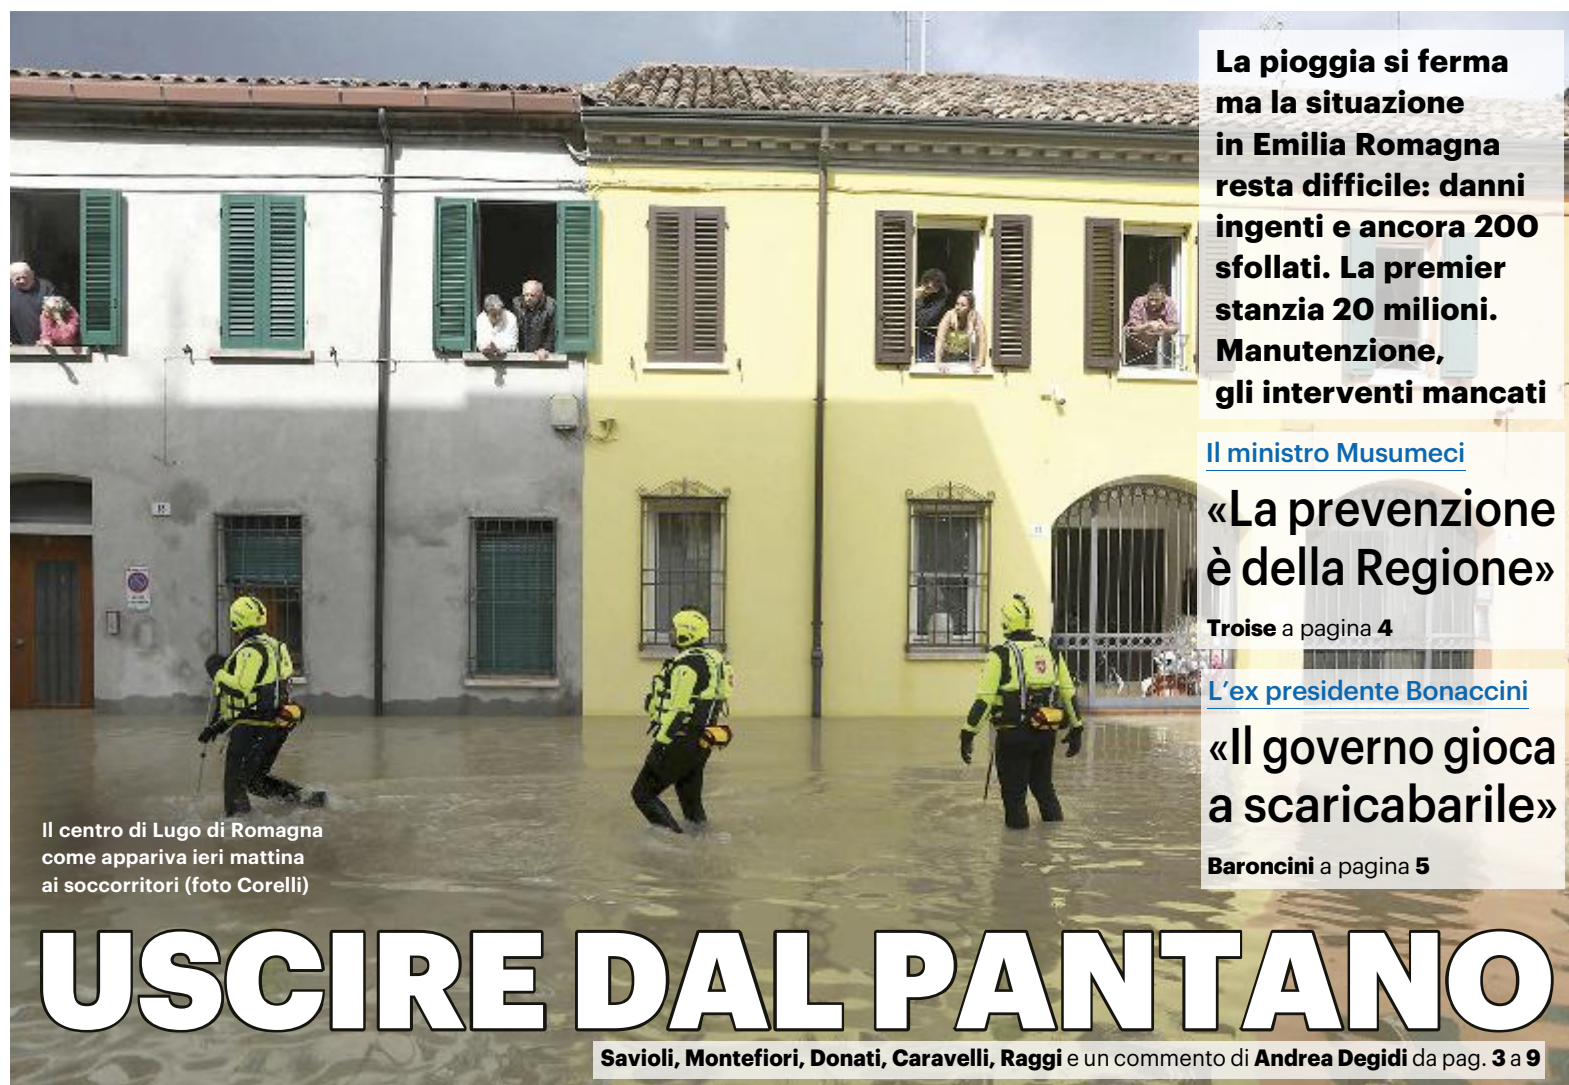 La pioggia si ferma
ma la situazione
in Emilia Romagna
resta difficile: danni
ingenti e ancora 200
sfollati. La premier
stanzia 20 milioni.
Manutenzione,
gli interventi mancati
Il ministro Musumeci
«La prevenzione
è della Regione»
Troise a pagina 4
L'ex presidente Bonaccini
«Il governo gioca
a scaricabarile»
Baroncini a pagina 5
Il centro di Lugo di Romagna
come appariva ieri mattina
ai soccorritori (foto Corelli)
USCIRE DAL PANTANO
Savioli, Montefiori, Donati, Caravelli, Raggi e un commento di Andrea Degidi da pag. 3 a 9